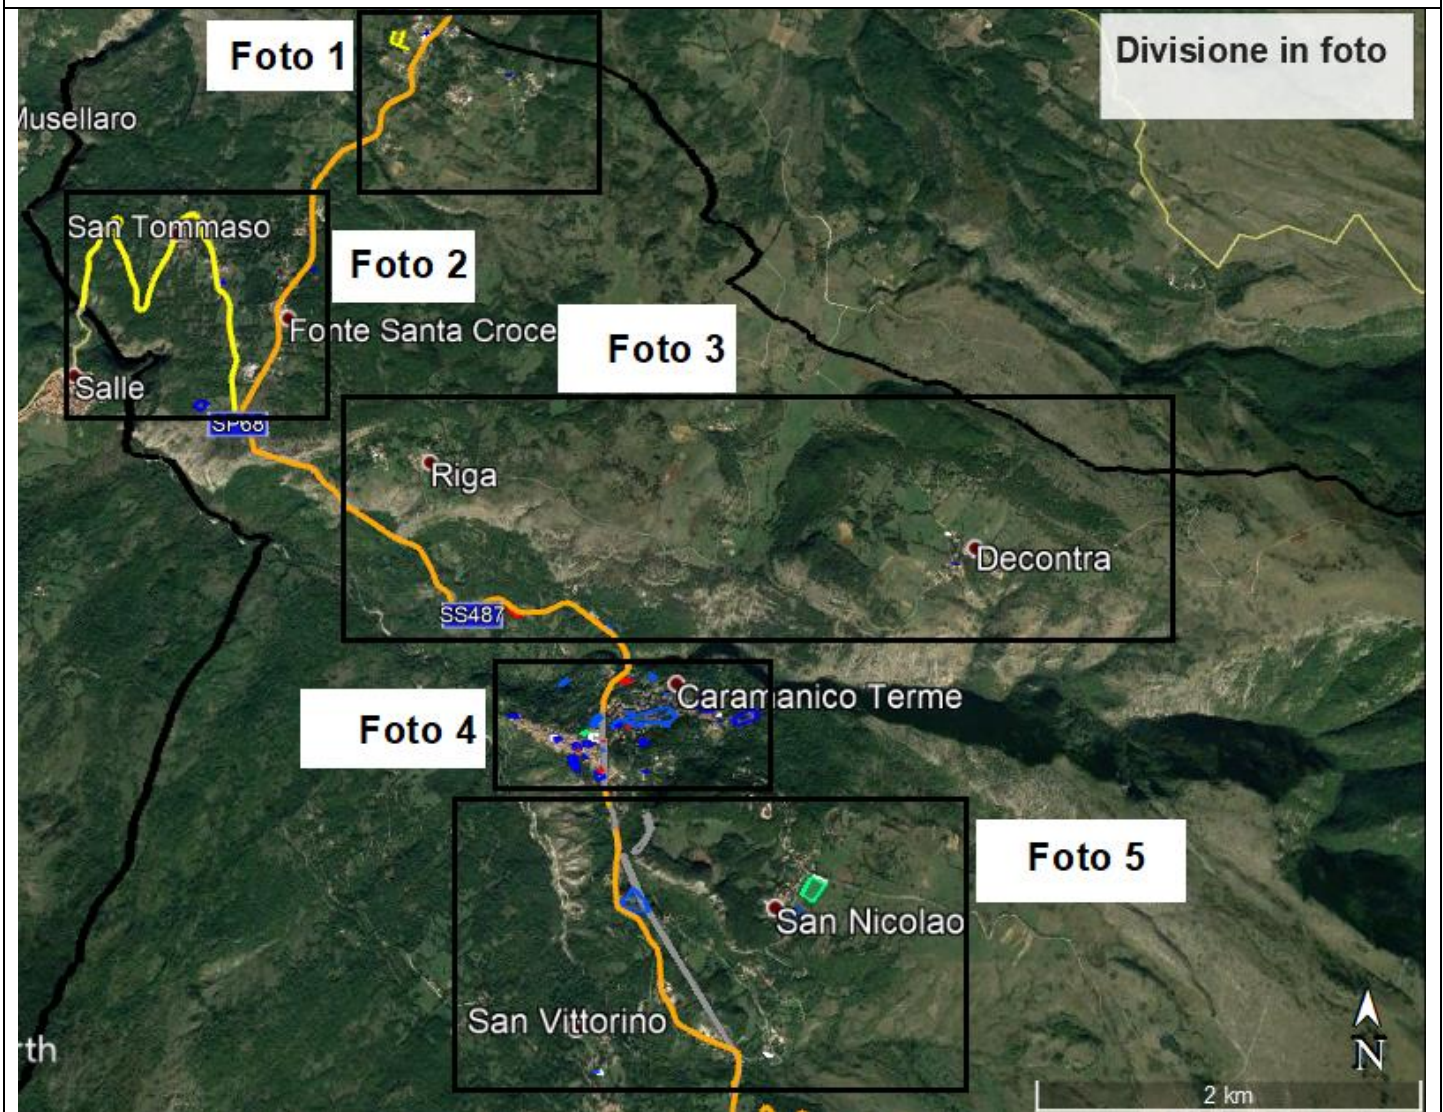 Divisione in foto
Foto 1
Musellaro
San Tommaso
Foto 2
Fonte Santa Croce
Foto 3
Salle
SP68
Riga
Decontra
SS487
Caramanico Terme
Foto 4
Foto 5
San Nicolao
San Vittorino
rth
N
2 km